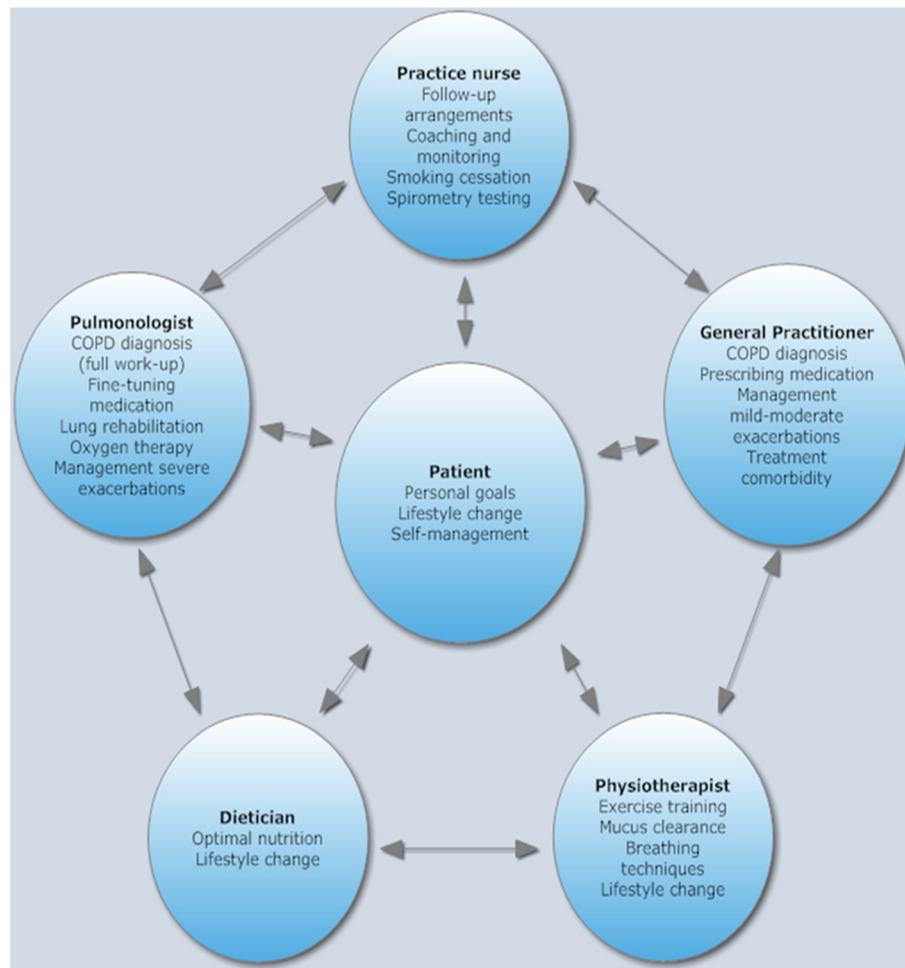 Practice nurse
Follow-up
arrangements
Coaching and
monitoring
Smoking cessation
Spirometry testing
Pulmonologist
COPD diagnosis
(full work-up)
Fine-tuning
medication
Lung rehabilitation
Oxygen therapy
Management severe
exacerbations
General Practitioner
COPD diagnosis
Prescribing medication
Management
mild-moderate
exacerbations
Treatment
comorbidity
Patient
Personal goals
Lifestyle change
Self-management
Dietician
Optimal nutrition
Lifestyle change
Physiotherapist
Exercise training
Mucus clearance
Breathing
techniques
Lifestyle change